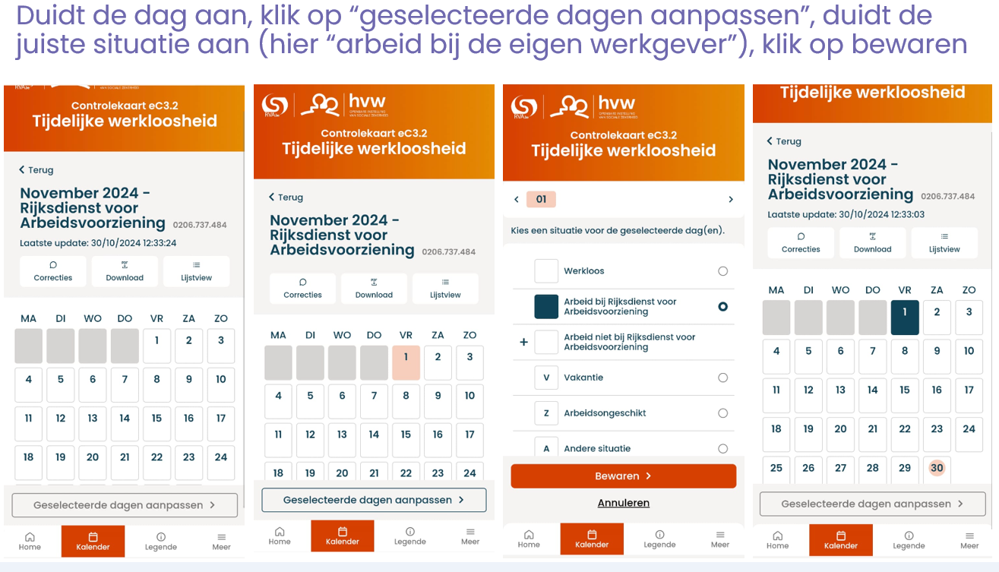 Duidt de dag aan, klik op “geselecteerde dagen aanpassen”, duidt de
juiste situatie aan (hier “arbeid bij de eigen werkgever”), klik op bewaren
RVA.be
Controlekaart eC3.2
Tijdelijke werkloosheid
Terug
November 2024 -
Rijksdienst voor
Arbeidsvoorziening 0206.737.484
Laatste update: 30/10/2024 12:33:24
Correcties Download Lijstview
MA DI WO DO VR ZA ZO
1 2 3
4 5 6 7 8 9 10
11 12 13 14 15 16 17
18 19 20 21 22 23 24
Geselecteerde dagen aanpassen
Home Kalender Legende Meer
RVA.be hvw
OPENBARE INSTELLING
VAN SOCIALE ZEKERHEID
Controlekaart eC3.2
Tijdelijke werkloosheid
Terug
November 2024 -
Rijksdienst voor
Arbeidsvoorziening 0206.737.484
Correcties Download Lijstview
MA DI WO DO VR ZA ZO
1 2 3
4 5 6 7 8 9 10
11 12 13 14 15 16 17
18 19 20 21 22 23 24
Geselecteerde dagen aanpassen
Home Kalender Legende Meer
RVA.be hvw
OPENBARE INSTELLING
VAN SOCIALE ZEKERHEID
Controlekaart eC3.2
Tijdelijke werkloosheid
01
Kies een situatie voor de geselecteerde dag(en).
Werkloos
Arbeid bij Rijksdienst voor
Arbeidsvoorziening
+ Arbeid niet bij Rijksdienst voor
Arbeidsvoorziening
V Vakantie
Z Arbeidsongeschikt
A Andere situatie
Bewaren
Annuleren
Home Kalender Legende Meer
Tijdelijke werkloosheid
Terug
November 2024 -
Rijksdienst voor
Arbeidsvoorziening 0206.737.484
Laatste update: 30/10/2024 12:33:03
Correcties Download Lijstview
MA DI WO DO VR ZA ZO
1 2 3
4 5 6 7 8 9 10
11 12 13 14 15 16 17
18 19 20 21 22 23 24
25 26 27 28 29 30
Geselecteerde dagen aanpassen
Home Kalender Legende Meer